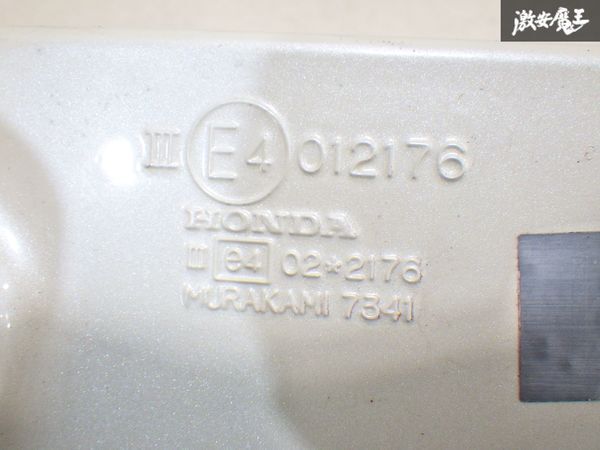 激安魔王
III E4 012176
HONDA
III e4 02*2176
MURAKAMI 7341